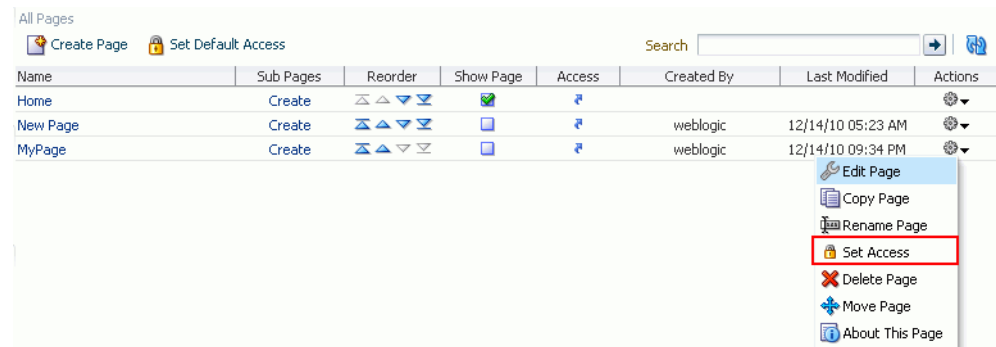 All Pages
Create Page Set Default Access Search
Name Sub Pages Reorder Show Page Access Created By Last Modified Actions
Home Create
New Page Create weblogic 12/14/10 05:23 AM
MyPage Create weblogic 12/14/10 09:34 PM
Edit Page
Copy Page
Rename Page
Set Access
Delete Page
Move Page
About This Page